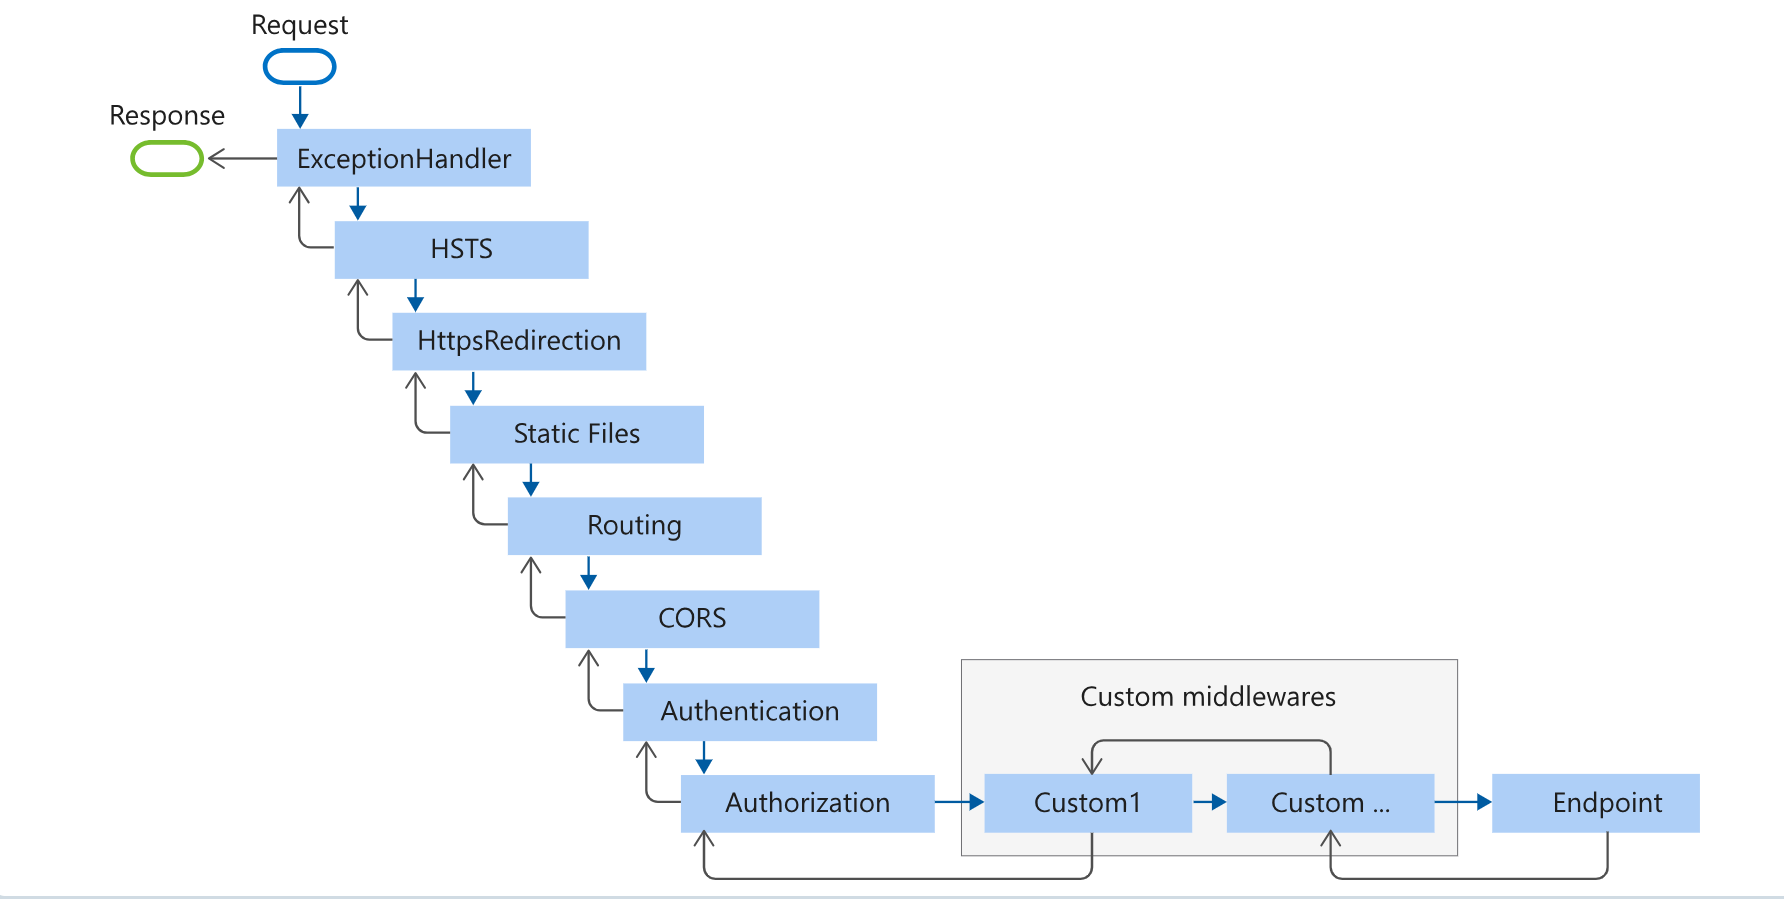 Request
Response
ExceptionHandler
HSTS
HttpsRedirection
Static Files
Routing
CORS
Authentication
Custom middlewares
Authorization
Custom1
Custom ...
Endpoint